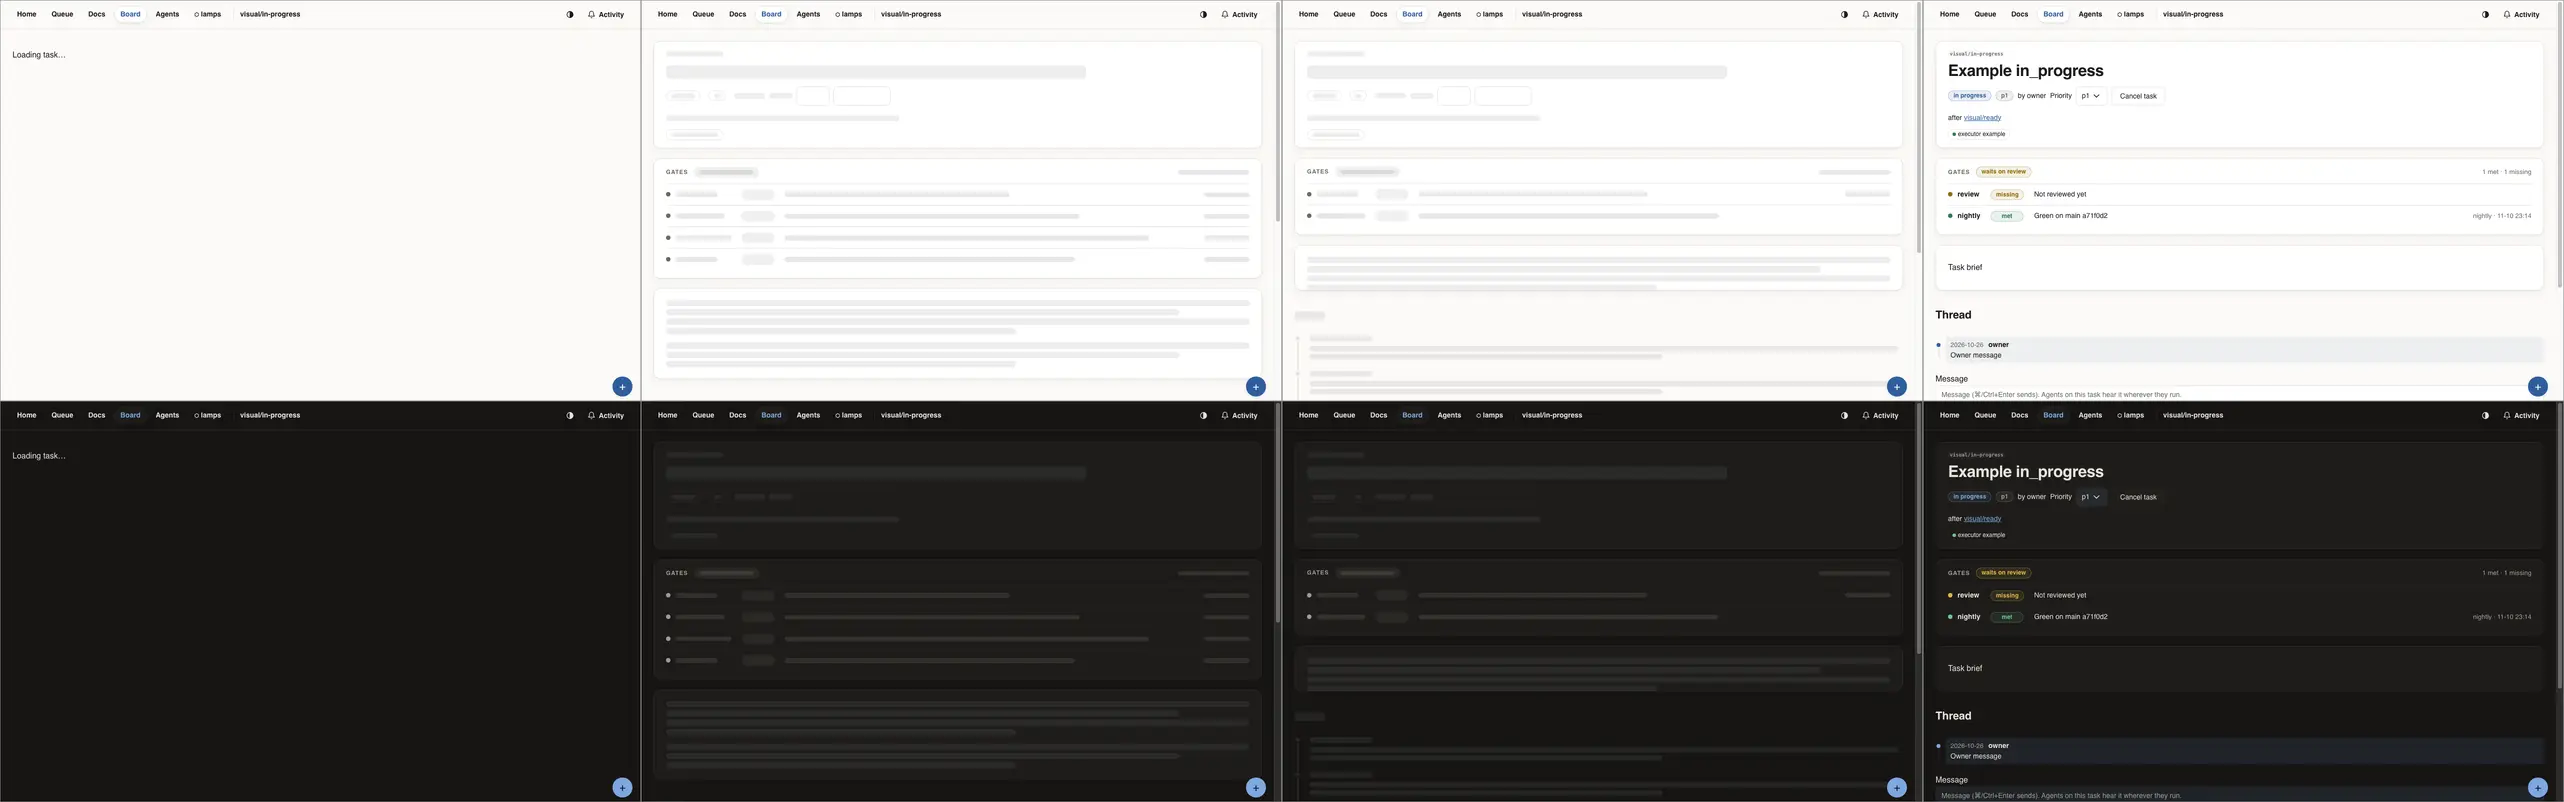 Home Queue Docs Board Agents lamps visual/in-progress Activity
Loading task...
+
Home Queue Docs Board Agents lamps visual/in-progress Activity
GATES
+
Home Queue Docs Board Agents lamps visual/in-progress Activity
GATES
+
Home Queue Docs Board Agents lamps visual/in-progress Activity
visual/in-progress
Example in_progress
in progress p1 by owner Priority p1 Cancel task
after visual/ready
executor example
GATES waits on review 1 met · 1 missing
review missing Not reviewed yet
nightly met Green on main a71f0d2 nightly · 11-10 23:14
Task brief
Thread
2026-10-26 owner
Owner message
Message
Message (⌘/Ctrl+Enter sends). Agents on this task hear it wherever they run.
+
Home Queue Docs Board Agents lamps visual/in-progress Activity
Loading task...
+
Home Queue Docs Board Agents lamps visual/in-progress Activity
GATES
+
Home Queue Docs Board Agents lamps visual/in-progress Activity
GATES
+
Home Queue Docs Board Agents lamps visual/in-progress Activity
visual/in-progress
Example in_progress
in progress p1 by owner Priority p1 Cancel task
after visual/ready
executor example
GATES waits on review 1 met · 1 missing
review missing Not reviewed yet
nightly met Green on main a71f0d2 nightly · 11-10 23:14
Task brief
Thread
2026-10-26 owner
Owner message
Message
Message (⌘/Ctrl+Enter sends). Agents on this task hear it wherever they run.
+